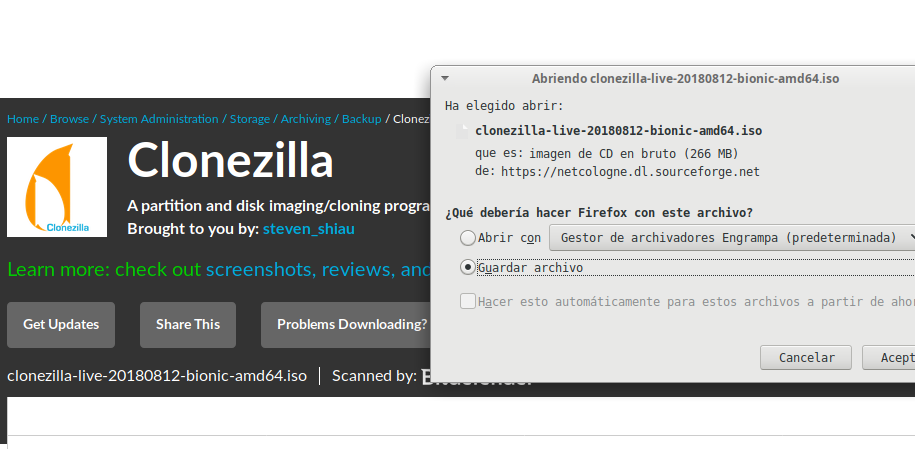 Home / Browse / System Administration / Storage / Archiving / Backup / Clonez
Clonezilla
Clonezilla
A partition and disk imaging/cloning progra
Brought to you by: steven_shiau
Learn more: check out screenshots, reviews, and
Get Updates
Share This
Problems Downloading?
clonezilla-live-20180812-bionic-amd64.iso | Scanned by: Bitdefender
Abriendo clonezilla-live-20180812-bionic-amd64.iso
Ha elegido abrir:
clonezilla-live-20180812-bionic-amd64.iso
que es: imagen de CD en bruto (266 MB)
de: https://netcologne.dl.sourceforge.net
¿Qué debería hacer Firefox con este archivo?
Abrir con Gestor de archivadores Engrampa (predeterminada)
Guardar archivo
Hacer esto automáticamente para estos archivos a partir de ahor
Cancelar
Acept